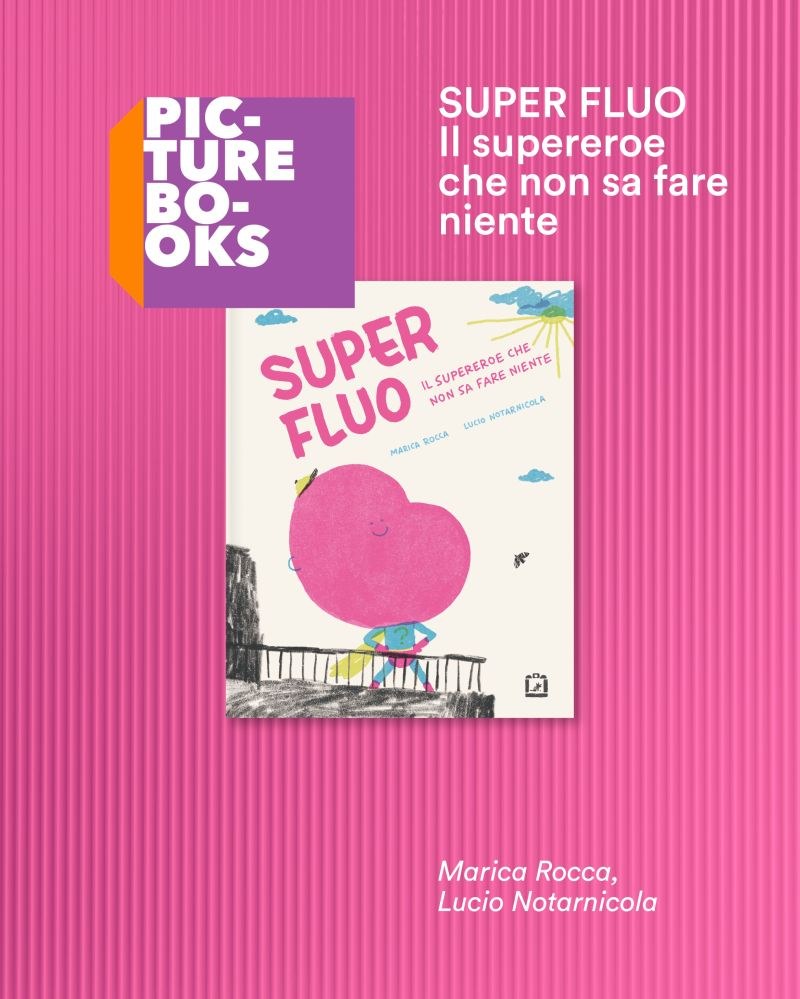 PIC-
TURE
BO-
OKS
SUPER FLUO
Il supereroe
che non sa fare
niente
SUPER
FLUO
IL SUPEREROE CHE
NON SA FARE NIENTE
MARICA ROCCA LUCIO NOTARNICOLA
?
Marica Rocca,
Lucio Notarnicola